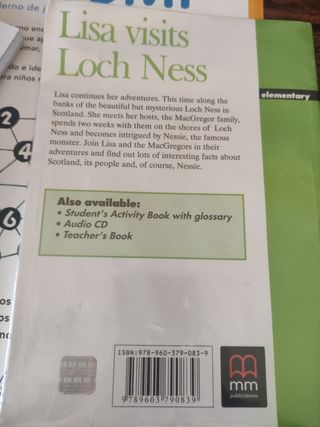 Lisa visits
Loch Ness
elementary
Lisa continues her adventures. This time along the
banks of the beautiful but mysterious Loch Ness in
Scotland. She meets her hosts, the MacGregor family,
spends two weeks with them on the shores of Loch
Ness and becomes intrigued by Nessie, the famous
monster. Join Lisa and the MacGregors in their
adventures and find out lots of interesting facts about
Scotland, its people and, of course, Nessie.
Also available:
• Student's Activity Book with glossary
• Audio CD
• Teacher's Book
ISBN: 978-960-379-083-9
9789603790839
mm
publications
2
4
6